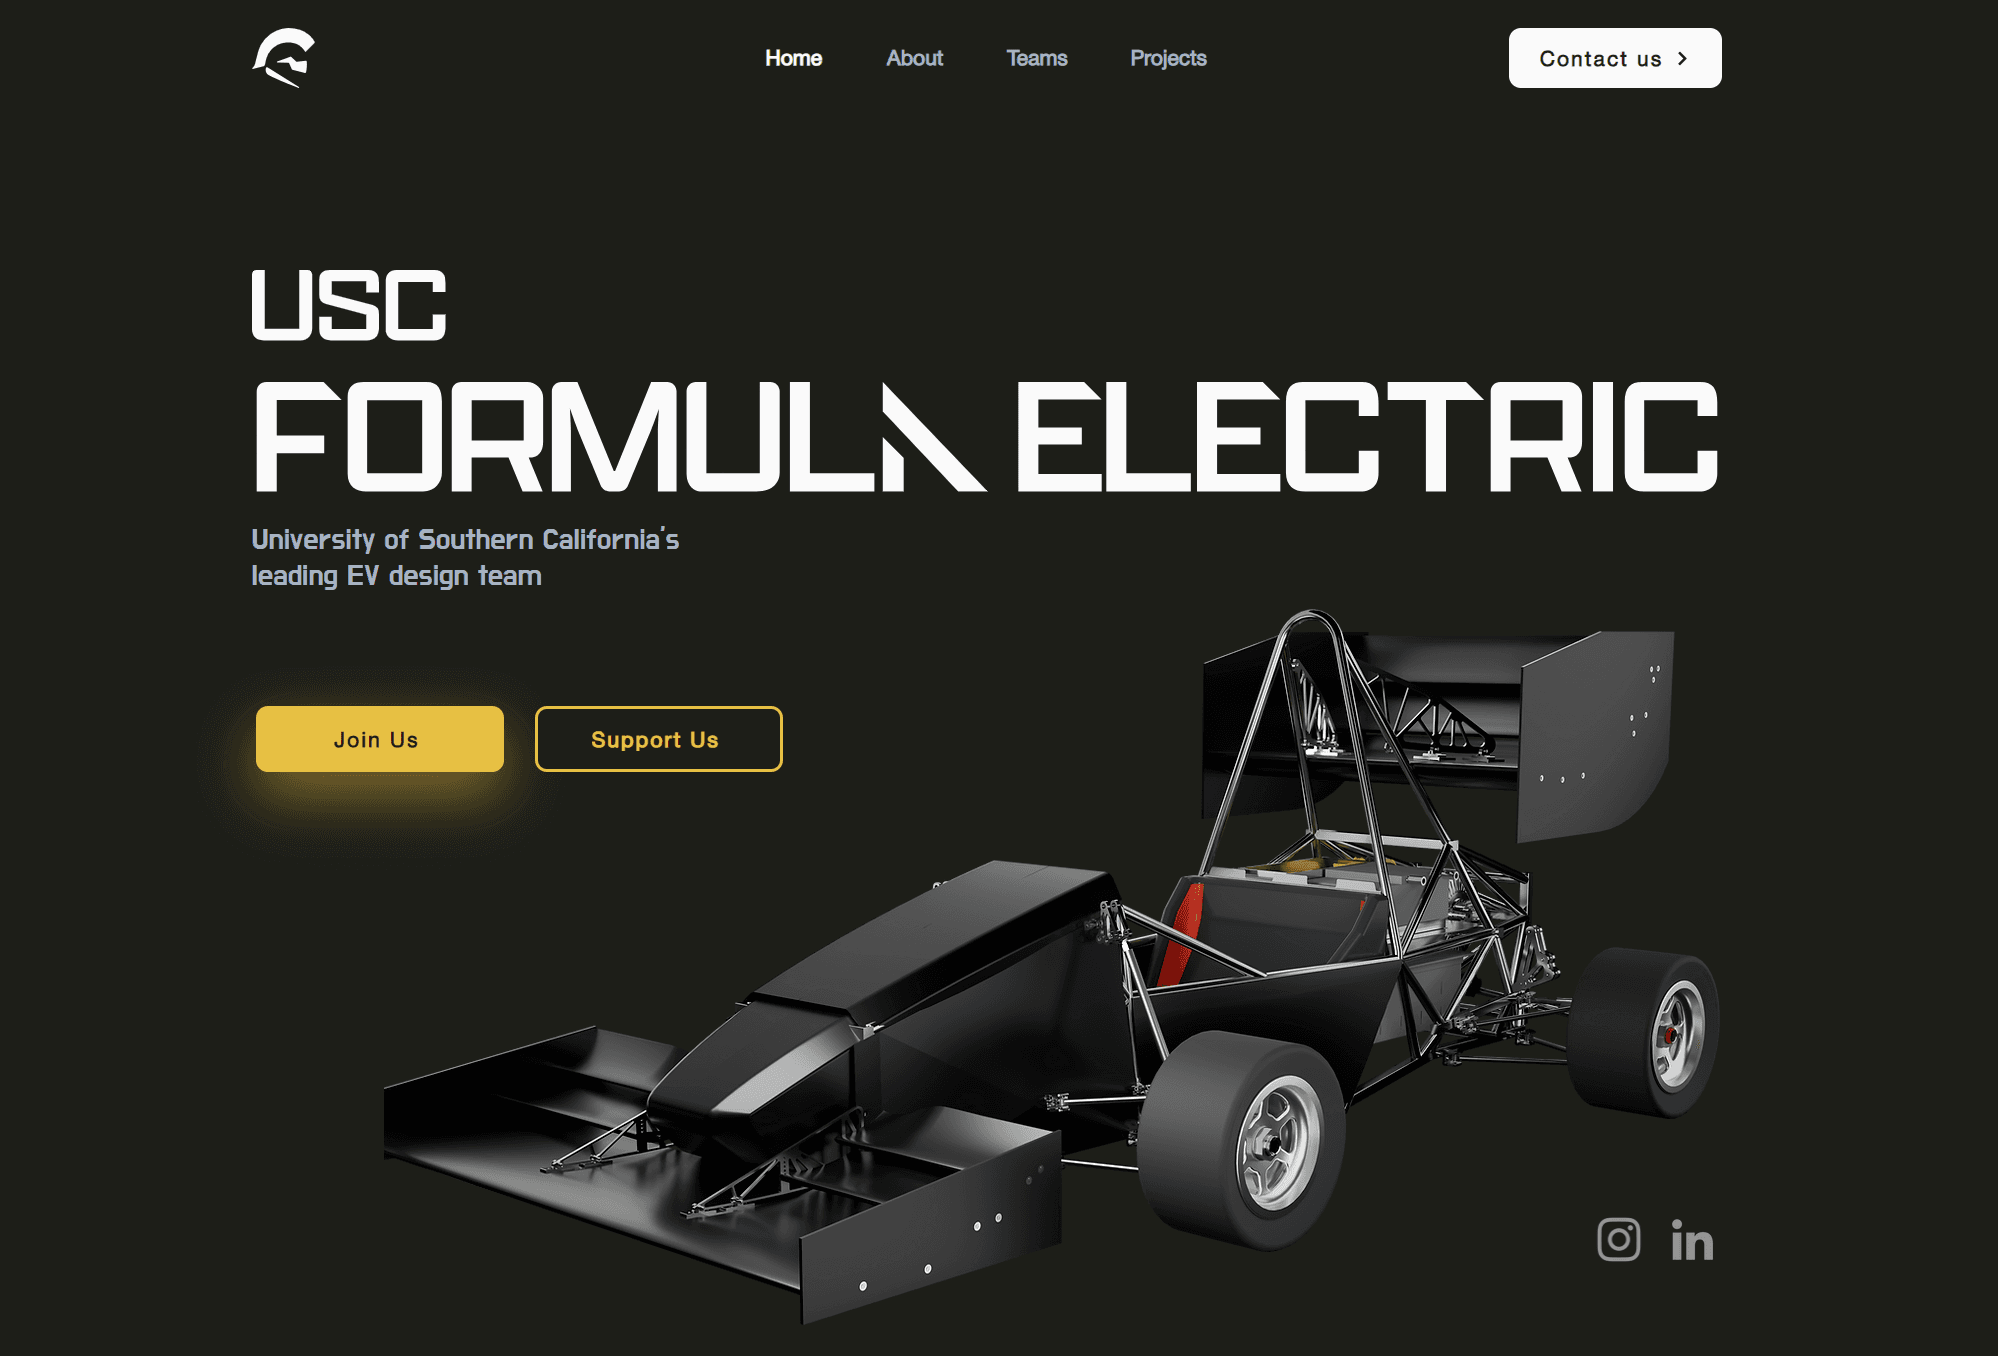 Home
About
Teams
Projects
Contact us
USC
FORMULA ELECTRIC
University of Southern California's
leading EV design team
Join Us
Support Us
in